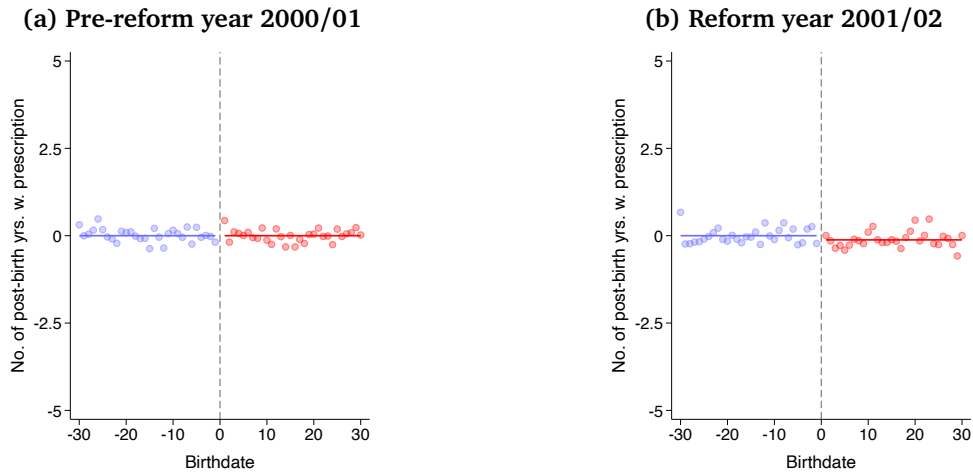 (a) Pre-reform year 2000/01
No. of post-birth yrs. w. prescription
5
2.5
0
-2.5
-5
-30 -20 -10 0 10 20 30
Birthdate
(b) Reform year 2001/02
No. of post-birth yrs. w. prescription
5
2.5
0
-2.5
-5
-30 -20 -10 0 10 20 30
Birthdate